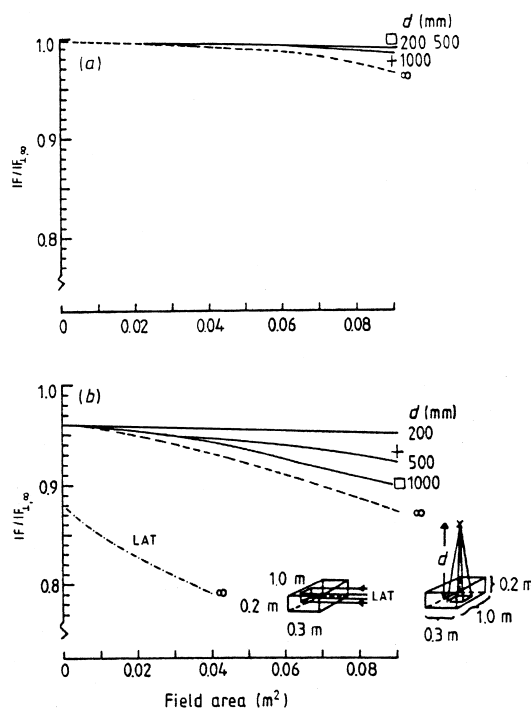 d (mm)
1.0
□ 200 500
+ 1000
∞
(a)
IF/IF⊥,∞
0.9
0.8
0 0.02 0.04 0.06 0.08
1.0
(b)
d (mm)
200
+
500
□ 1000
∞
IF/IF⊥,∞
0.9
LAT
∞
0.8
1.0 m
0.2 m
LAT
0.3 m
x
d
0.2 m
1.0 m
0.3 m
0 0.02 0.04 0.06 0.08
Field area (m²)